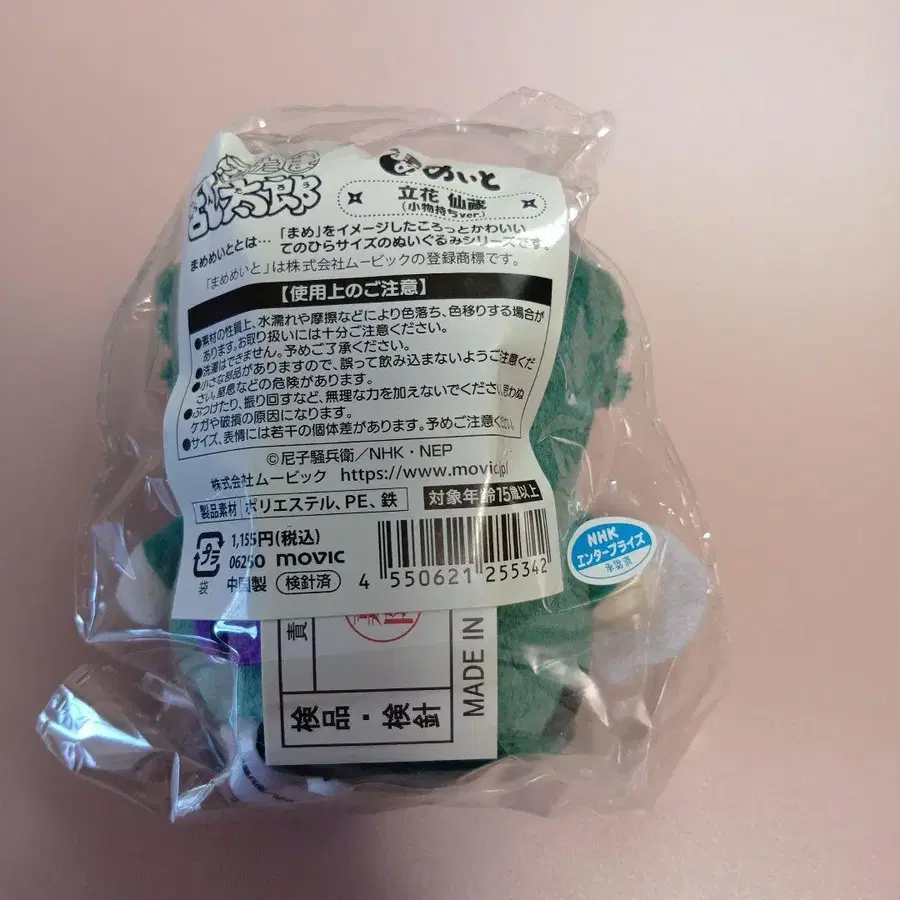 忍たま
乱太郎
まめめいと
立花 仙蔵
(小物持ちver.)
まめめいととは…
「まめ」をイメージしたころっとかわいい
てのひらサイズのぬいぐるみシリーズです。
「まめめいと」は株式会社ムービックの登録商標です。
【使用上のご注意】
●素材の性質上、水濡れや摩擦などにより色落ち、色移りする場合が
あります。お取り扱いには十分ご注意ください。
●洗濯はできません。予めご了承ください。
●小さな部品がありますので、誤って飲み込まないようご注意くだ
さい。窒息などの危険があります。
●ぶつけたり、振り回すなど、無理な力を加えないでください。思わぬ
ケガや破損の原因になります。
●サイズ、表情には若干の個体差があります。予めご注意ください。
©尼子騒兵衛/NHK・NEP
株式会社ムービック https://www.movic.jp/
製品素材 ポリエステル、PE、鉄
対象年齢15歳以上
プラ
袋
1,155円(税込)
06250 movic
中国製 検針済
4 550621 255342
NHK
エンタープライズ
承認済
責
検品・検針
MADE IN